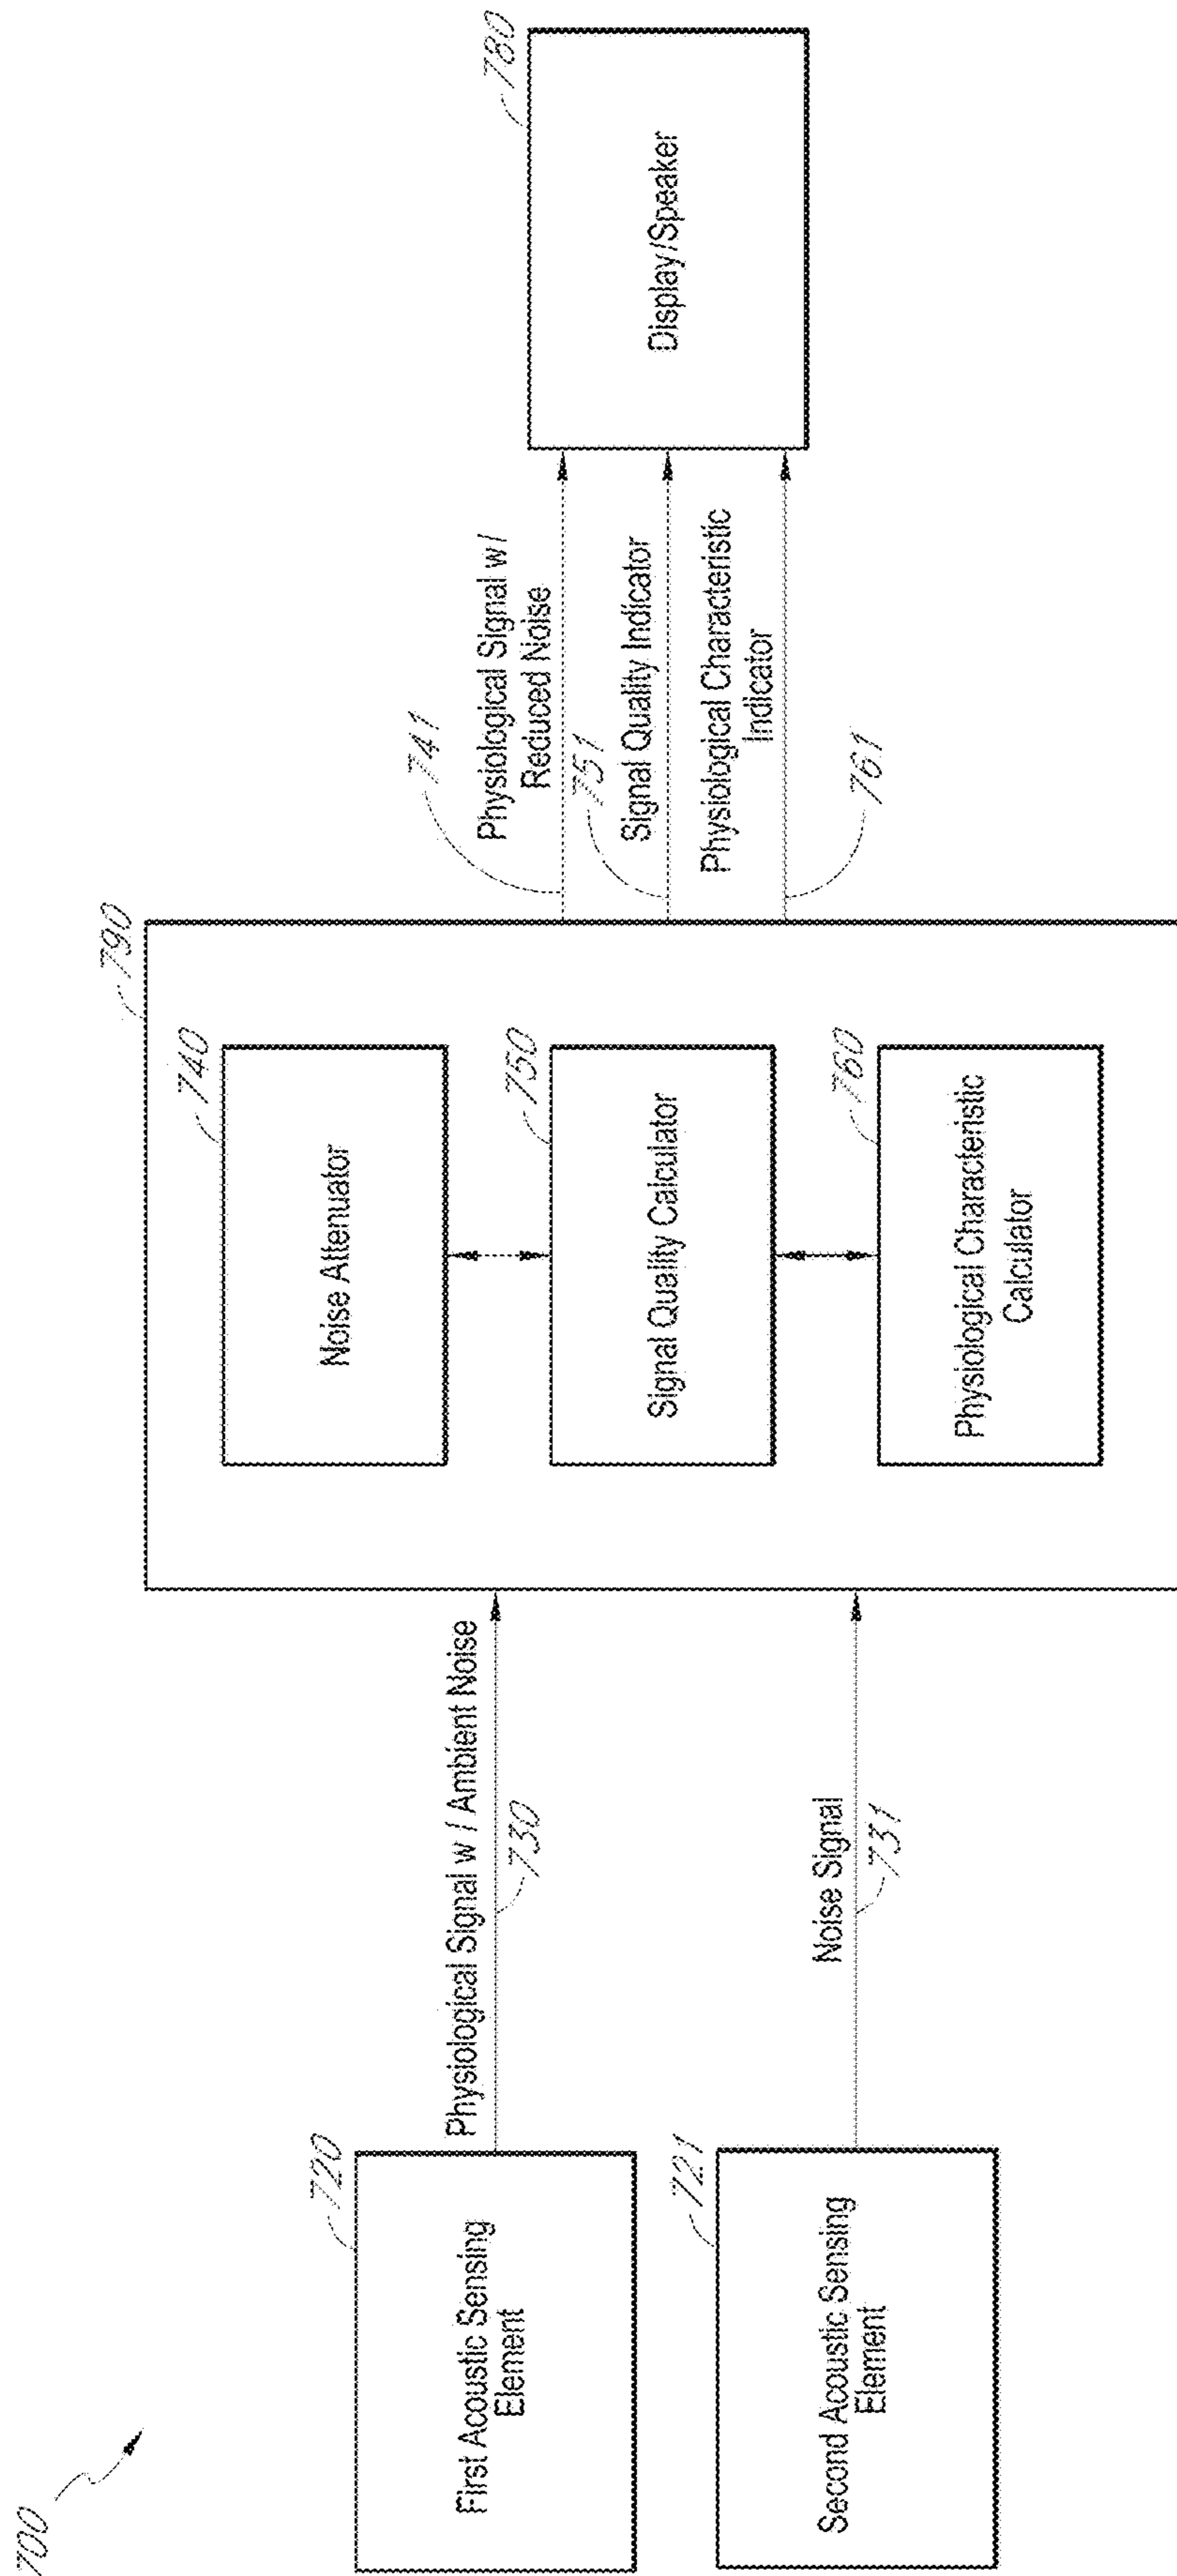 700
720
First Acoustic Sensing
Element
721
Second Acoustic Sensing
Element
Physiological Signal w / Ambient Noise
730
Noise Signal
731
790
740
Noise Attenuator
750
Signal Quality Calculator
760
Physiological Characteristic
Calculator
741
Physiological Signal w/
Reduced Noise
751
Signal Quality Indicator
Physiological Characteristic
Indicator
761
780
Display/Speaker